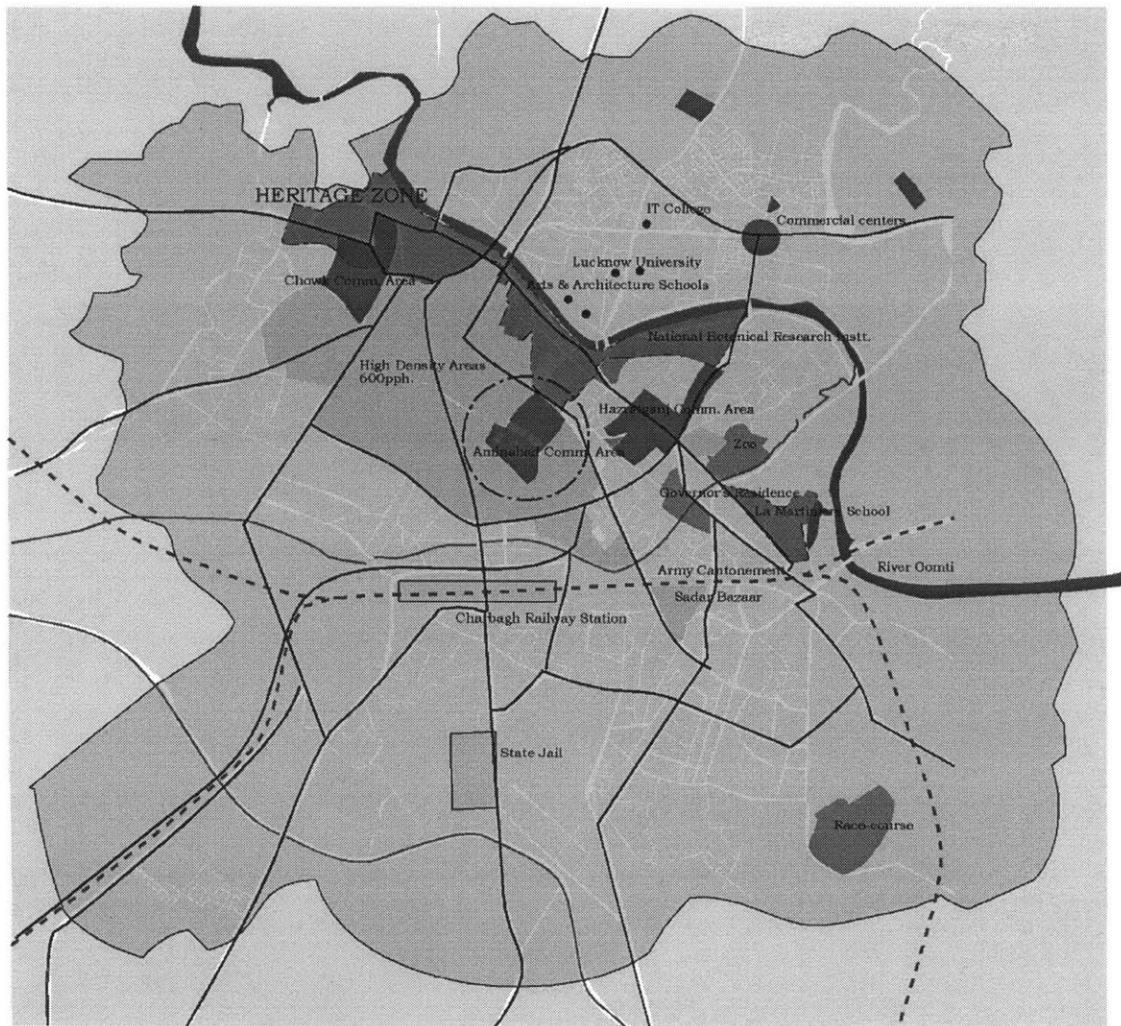 HERITAGE ZONE
IT College
Commercial centers
Lucknow University
Chowk Comm. Area
Arts & Architecture Schools
National Botanical Research Instt.
High Density Areas
600pph.
Hazratganj Comm. Area
Zoo
Aminabad Comm. Area
Governor's Residence
La Martiniere School
River Gomti
Army Cantonement
Sadar Bazaar
Charbagh Railway Station
State Jail
Race-course